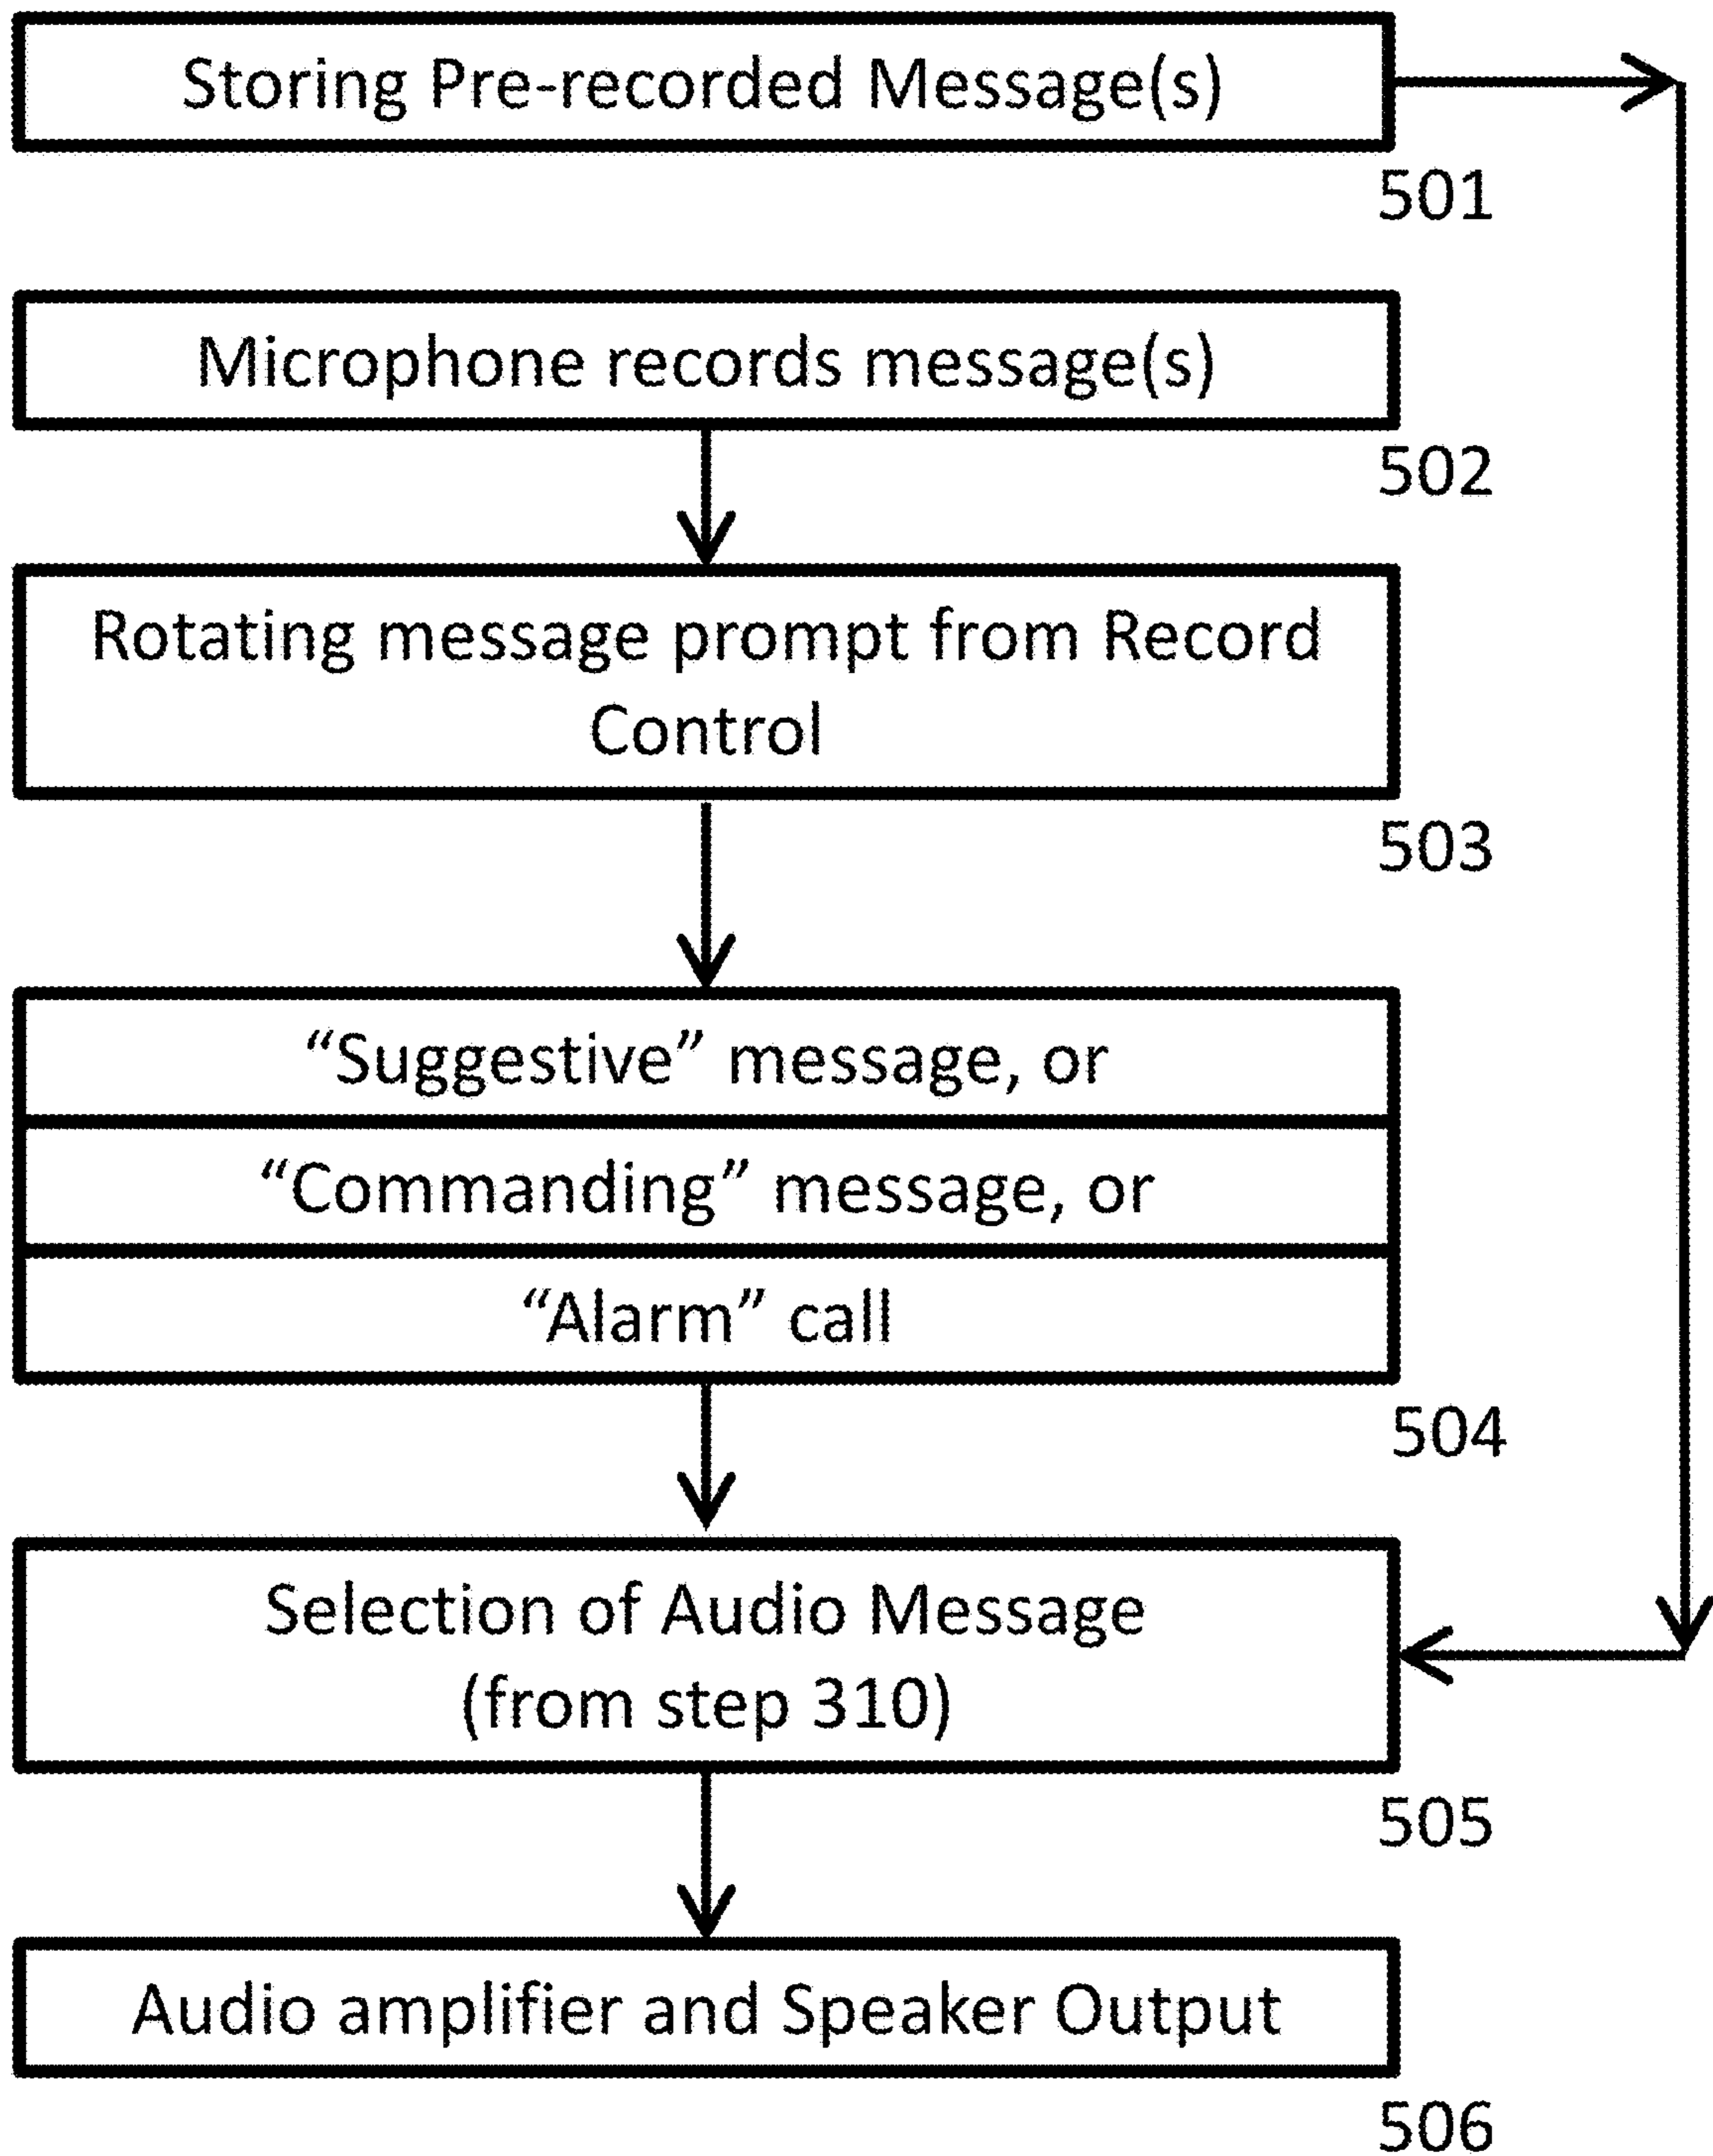 Storing Pre-recorded Message(s)
501
Microphone records message(s)
502
Rotating message prompt from Record
Control
503
“Suggestive” message, or
“Commanding” message, or
“Alarm” call
504
Selection of Audio Message
(from step 310)
505
Audio amplifier and Speaker Output
506